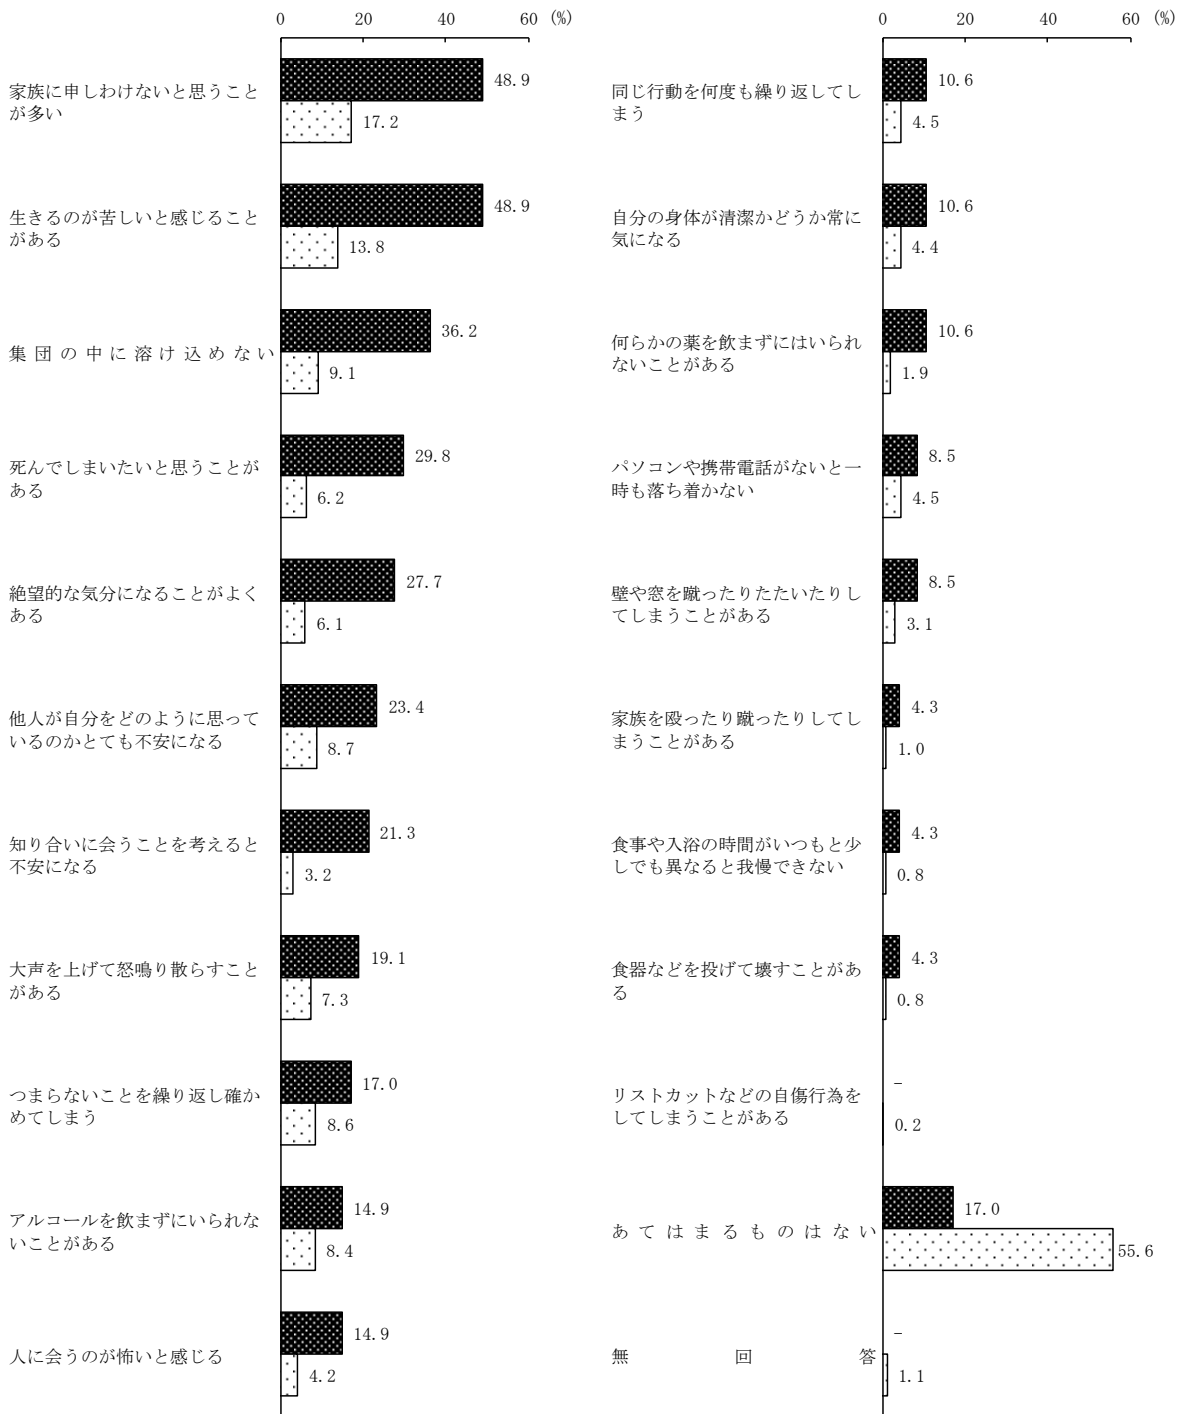 0 20 40 60 (%)
家族に申しわけないと思うこと
が多い
48.9
17.2
生きるのが苦しいと感じること
がある
48.9
13.8
集団の中に溶け込めない
36.2
9.1
死んでしまいたいと思うことが
ある
29.8
6.2
絶望的な気分になることがよく
ある
27.7
6.1
他人が自分をどのように思って
いるのかとても不安になる
23.4
8.7
知り合いに会うことを考えると
不安になる
21.3
3.2
大声を上げて怒鳴り散らすこと
がある
19.1
7.3
つまらないことを繰り返し確か
めてしまう
17.0
8.6
アルコールを飲まずにいられな
いことがある
14.9
8.4
人に会うのが怖いと感じる
14.9
4.2
0 20 40 60 (%)
同じ行動を何度も繰り返してし
まう
10.6
4.5
自分の身体が清潔かどうか常に
気になる
10.6
4.4
何らかの薬を飲まずにはいられ
ないことがある
10.6
1.9
パソコンや携帯電話がないと一
時も落ち着かない
8.5
4.5
壁や窓を蹴ったりたたいたりし
てしまうことがある
8.5
3.1
家族を殴ったり蹴ったりしてし
まうことがある
4.3
1.0
食事や入浴の時間がいつもと少
しでも異なると我慢できない
4.3
0.8
食器などを投げて壊すことがあ
る
4.3
0.8
リストカットなどの自傷行為を
してしまうことがある
-
0.2
あてはまるものはない
17.0
55.6
無回答
-
1.1